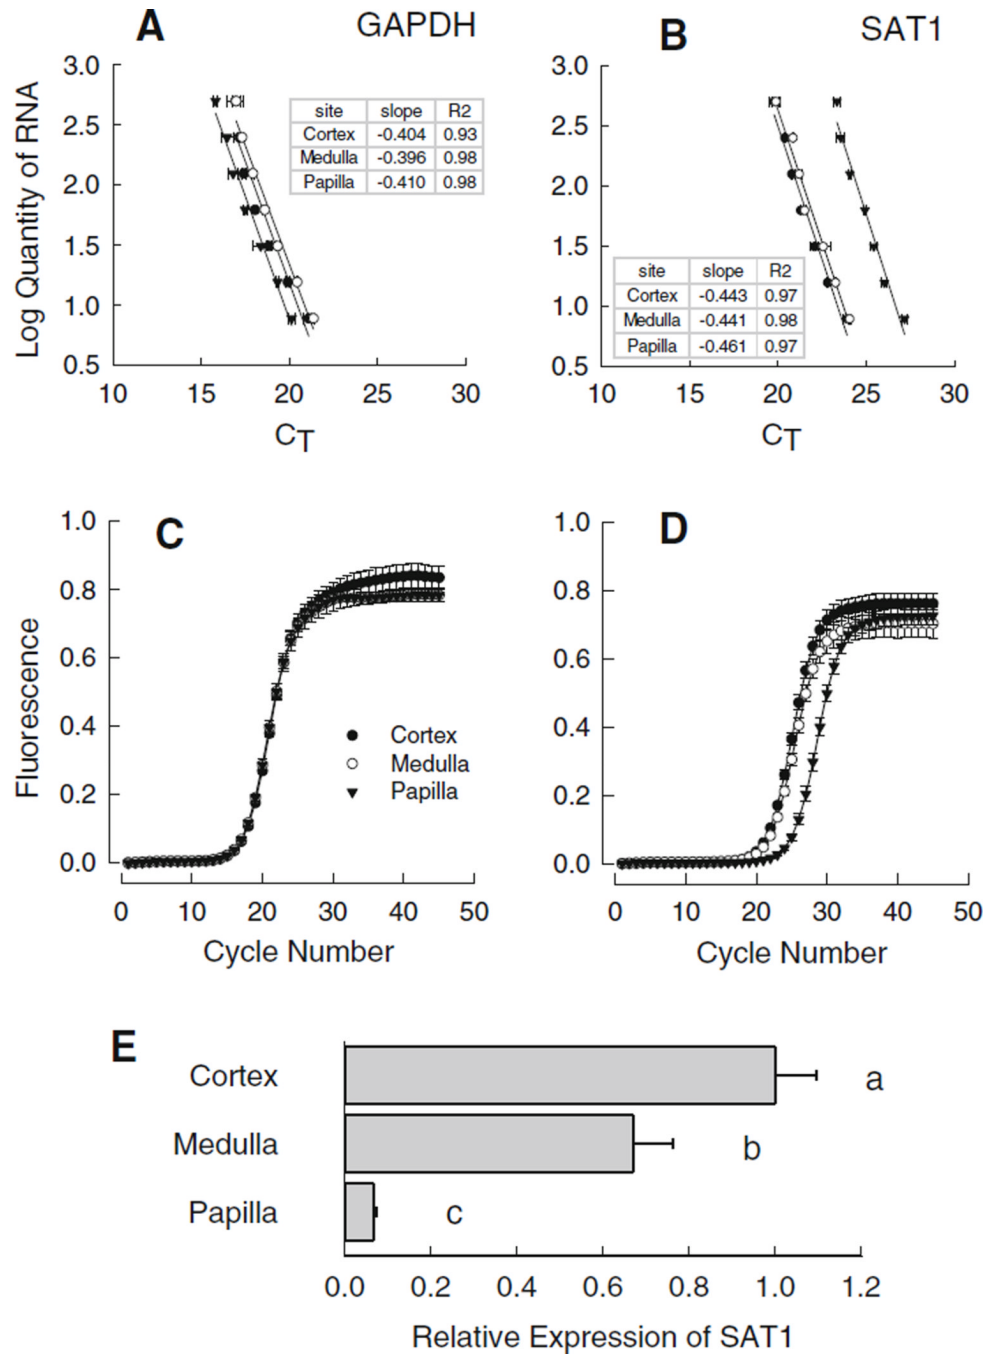 A GAPDH
B SAT1
Log Quantity of RNA
3.0
2.5
2.0
1.5
1.0
0.5
site slope R2
Cortex -0.404 0.93
Medulla -0.396 0.98
Papilla -0.410 0.98
10 15 20 25 30
CT
3.0
2.5
2.0
1.5
1.0
0.5
site slope R2
Cortex -0.443 0.97
Medulla -0.441 0.98
Papilla -0.461 0.97
10 15 20 25 30
CT
C
Fluorescence
1.0
0.8
0.6
0.4
0.2
0.0
Cortex
Medulla
Papilla
0 10 20 30 40 50
Cycle Number
D
1.0
0.8
0.6
0.4
0.2
0.0
0 10 20 30 40 50
Cycle Number
E
Cortex a
Medulla b
Papilla c
0.0 0.2 0.4 0.6 0.8 1.0 1.2
Relative Expression of SAT1